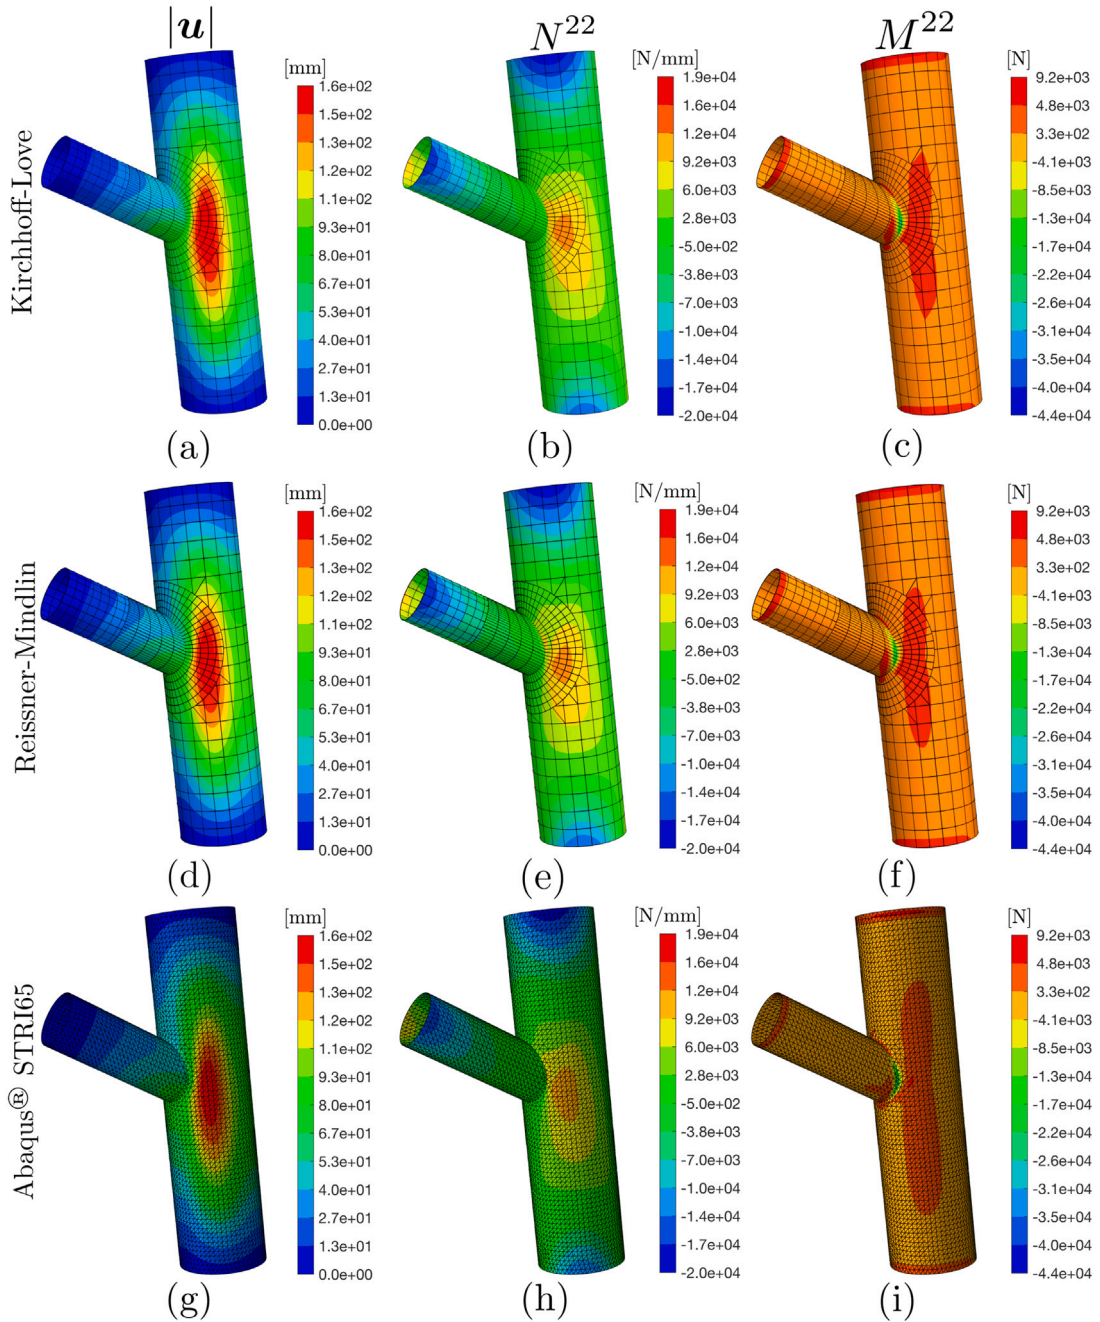 |u|
N^22
M^22
Kirchhoff-Love
[mm]
1.6e+02
1.5e+02
1.3e+02
1.2e+02
1.1e+02
9.3e+01
8.0e+01
6.7e+01
5.3e+01
4.0e+01
2.7e+01
1.3e+01
0.0e+00
(a)
[N/mm]
1.9e+04
1.6e+04
1.2e+04
9.2e+03
6.0e+03
2.8e+03
-5.0e+02
-3.8e+03
-7.0e+03
-1.0e+04
-1.4e+04
-1.7e+04
-2.0e+04
(b)
[N]
9.2e+03
4.8e+03
3.3e+02
-4.1e+03
-8.5e+03
-1.3e+04
-1.7e+04
-2.2e+04
-2.6e+04
-3.1e+04
-3.5e+04
-4.0e+04
-4.4e+04
(c)
Reissner-Mindlin
[mm]
1.6e+02
1.5e+02
1.3e+02
1.2e+02
1.1e+02
9.3e+01
8.0e+01
6.7e+01
5.3e+01
4.0e+01
2.7e+01
1.3e+01
0.0e+00
(d)
[N/mm]
1.9e+04
1.6e+04
1.2e+04
9.2e+03
6.0e+03
2.8e+03
-5.0e+02
-3.8e+03
-7.0e+03
-1.0e+04
-1.4e+04
-1.7e+04
-2.0e+04
(e)
[N]
9.2e+03
4.8e+03
3.3e+02
-4.1e+03
-8.5e+03
-1.3e+04
-1.7e+04
-2.2e+04
-2.6e+04
-3.1e+04
-3.5e+04
-4.0e+04
-4.4e+04
(f)
Abaqus® STRI65
[mm]
1.6e+02
1.5e+02
1.3e+02
1.2e+02
1.1e+02
9.3e+01
8.0e+01
6.7e+01
5.3e+01
4.0e+01
2.7e+01
1.3e+01
0.0e+00
(g)
[N/mm]
1.9e+04
1.6e+04
1.2e+04
9.2e+03
6.0e+03
2.8e+03
-5.0e+02
-3.8e+03
-7.0e+03
-1.0e+04
-1.4e+04
-1.7e+04
-2.0e+04
(h)
[N]
9.2e+03
4.8e+03
3.3e+02
-4.1e+03
-8.5e+03
-1.3e+04
-1.7e+04
-2.2e+04
-2.6e+04
-3.1e+04
-3.5e+04
-4.0e+04
-4.4e+04
(i)